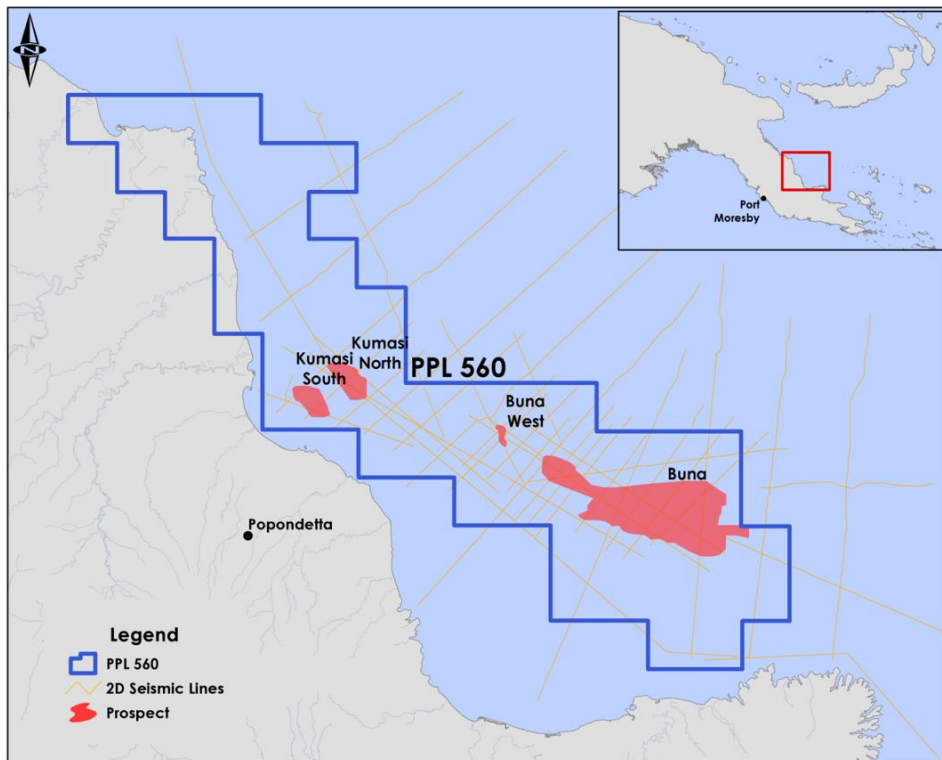 N
Port
Moresby
Kumasi
North
Kumasi
South
PPL 560
Buna
West
Buna
Popondetta
Legend
PPL 560
2D Seismic Lines
Prospect